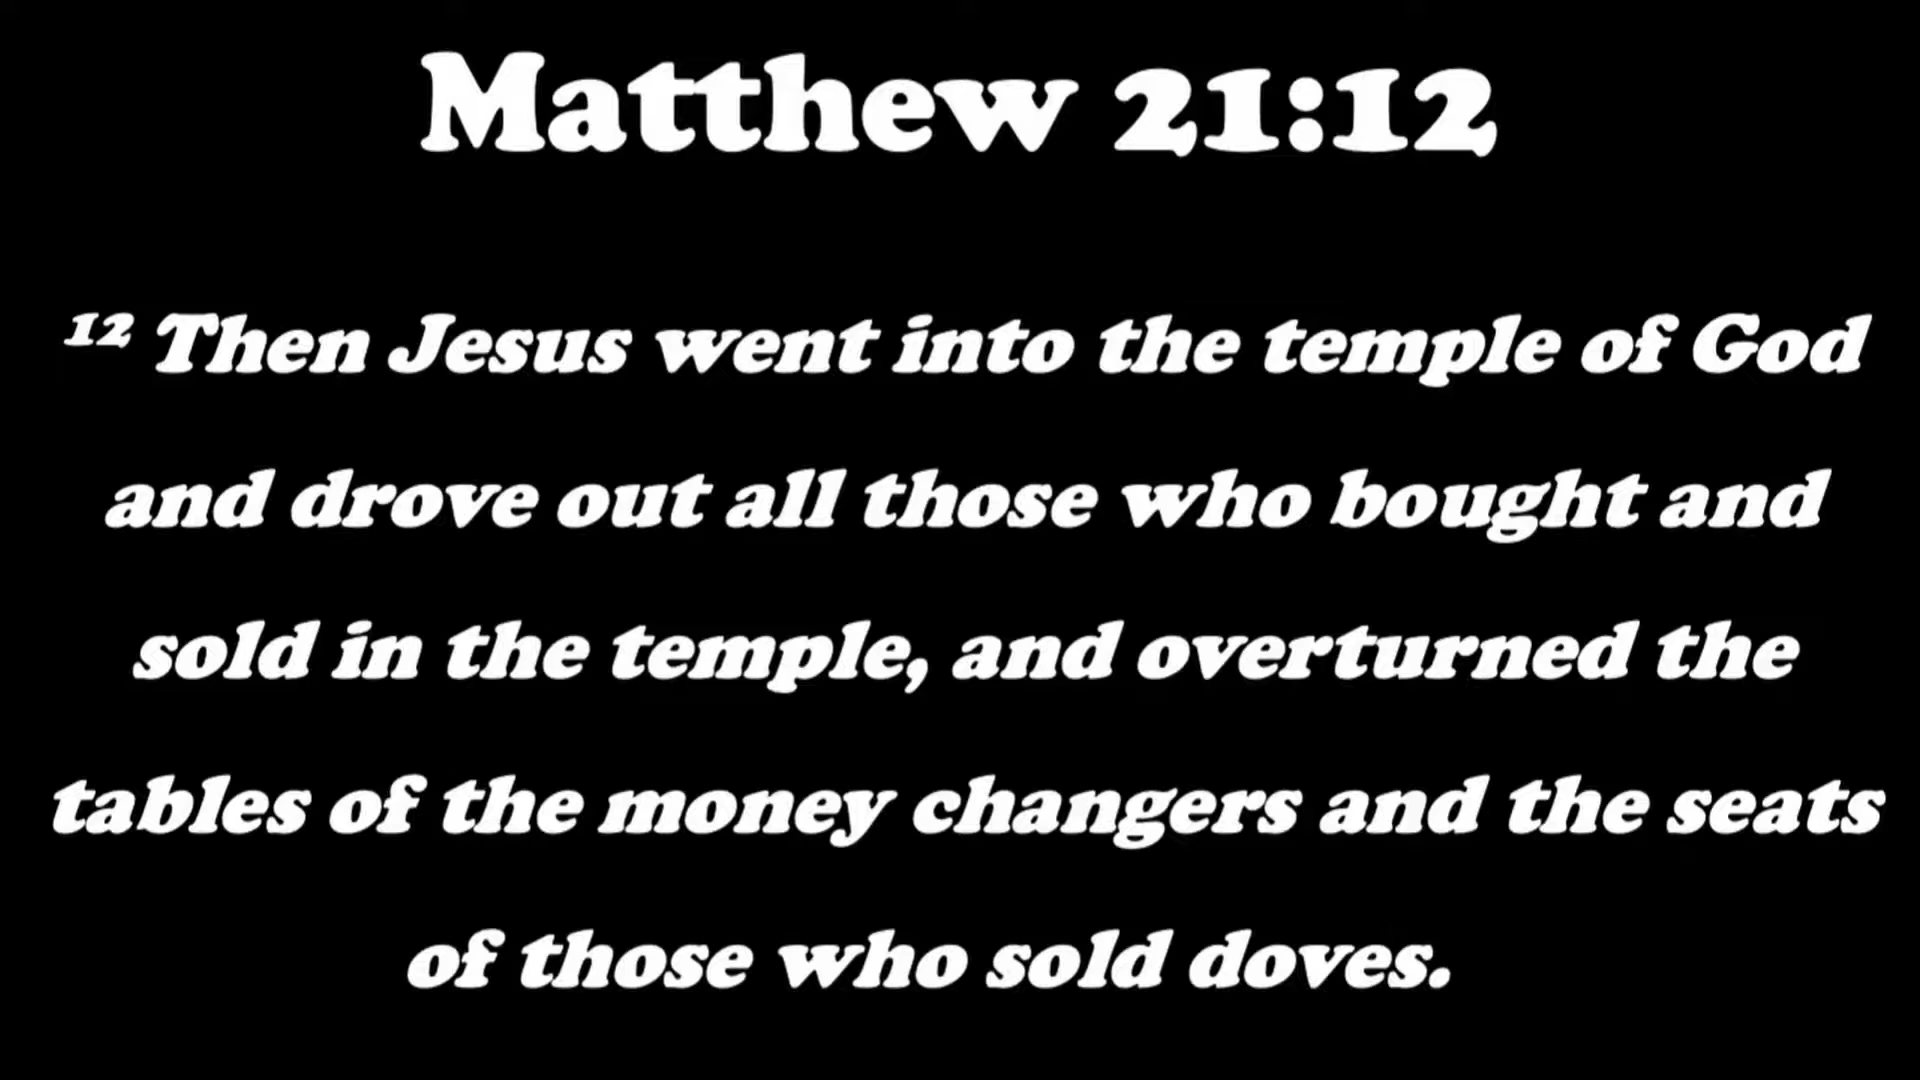 Matthew 21:12
12 Then Jesus went into the temple of God
and drove out all those who bought and
sold in the temple, and overturned the
tables of the money changers and the seats
of those who sold doves.